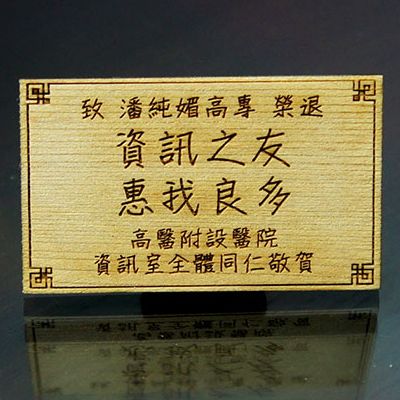 致 潘純媚高專 榮退
資訊之友
惠我良多
高醫附設醫院
資訊室全體同仁敬賀